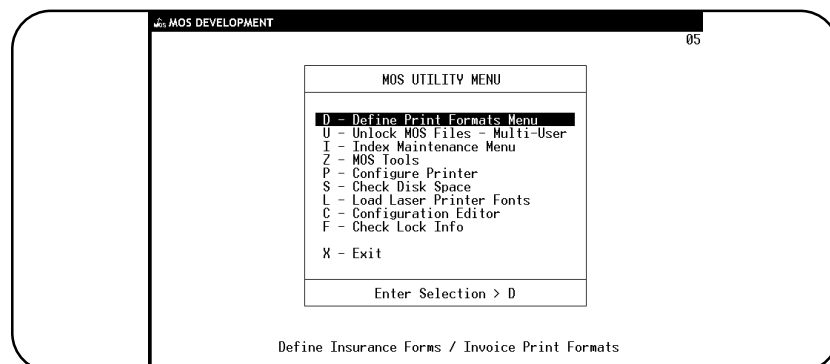 MOS MOS DEVELOPMENT
05
MOS UTILITY MENU
D - Define Print Formats Menu
U - Unlock MOS Files - Multi-User
I - Index Maintenance Menu
Z - MOS Tools
P - Configure Printer
S - Check Disk Space
L - Load Laser Printer Fonts
C - Configuration Editor
F - Check Lock Info
X - Exit
Enter Selection > D
Define Insurance Forms / Invoice Print Formats